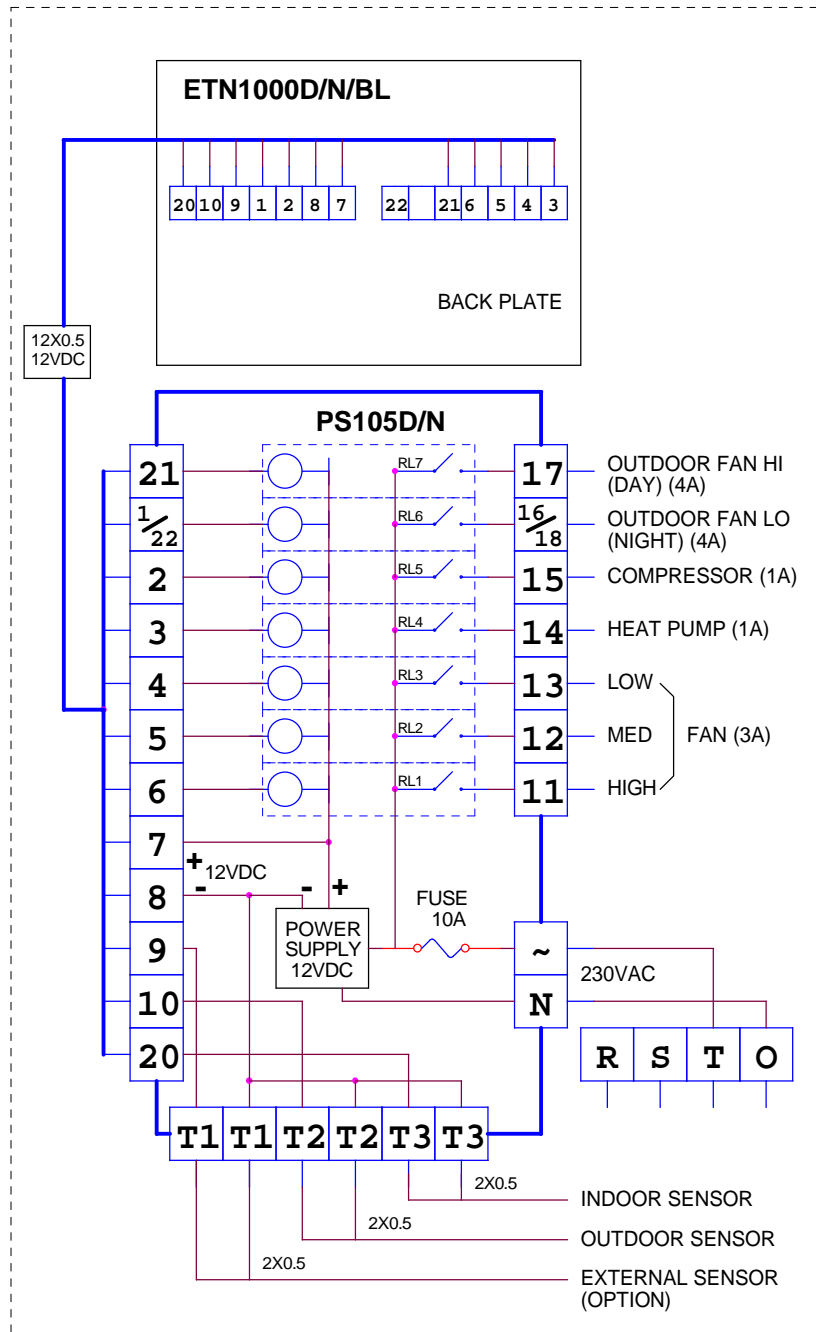 ETN1000D/N/BL
20 10 9 1 2 8 7 22 21 6 5 4 3
BACK PLATE
12X0.5
12VDC
PS105D/N
21 RL7 17 OUTDOOR FAN HI
(DAY) (4A)
1/22 RL6 16/18 OUTDOOR FAN LO
(NIGHT) (4A)
2 RL5 15 COMPRESSOR (1A)
3 RL4 14 HEAT PUMP (1A)
4 RL3 13 LOW
5 RL2 12 MED FAN (3A)
6 RL1 11 HIGH
7
+ 12VDC
-
8 - +
FUSE
10A
POWER
SUPPLY
12VDC
9 ~
230VAC
10 N
20
R S T O
T1 T1 T2 T2 T3 T3
2X0.5 INDOOR SENSOR
2X0.5 OUTDOOR SENSOR
2X0.5 EXTERNAL SENSOR
(OPTION)